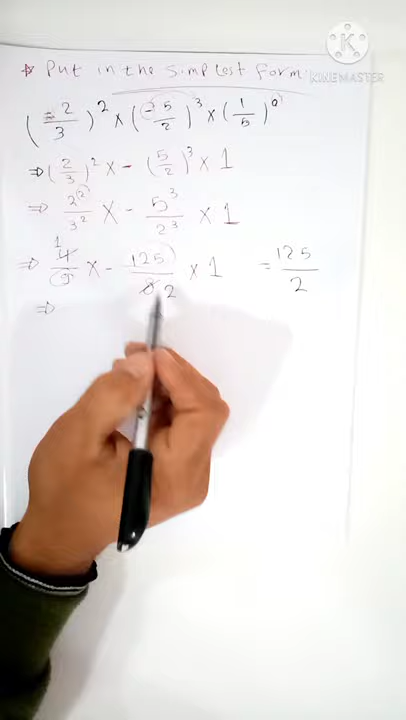 ☆ Put in the simplest form
KINEMASTER
(-2/3)^2 × (-5/2)^3 × (1/5)^0
⇒ (2/3)^2 × - (5/2)^3 × 1
⇒ 2^2/3^2 × - 5^3/2^3 × 1
⇒ 1 4/9 × - 125/8 2 × 1 = 125/2
⇒